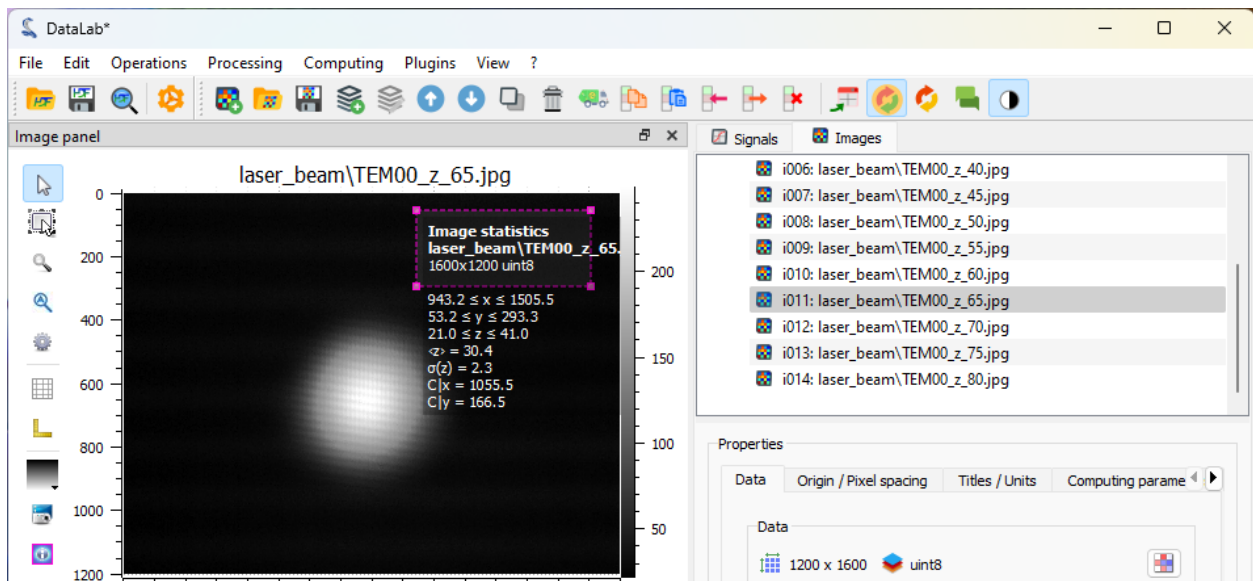 DataLab*
File Edit Operations Processing Computing Plugins View ?
Image panel
Signals Images
laser_beam\TEM00_z_65.jpg
0
200
400
600
800
1000
1200
Image statistics
laser_beam\TEM00_z_65.
1600x1200 uint8
943.2 ≤ x ≤ 1505.5
53.2 ≤ y ≤ 293.3
21.0 ≤ z ≤ 41.0
<z> = 30.4
σ(z) = 2.3
C|x = 1055.5
C|y = 166.5
200
150
100
50
i006: laser_beam\TEM00_z_40.jpg
i007: laser_beam\TEM00_z_45.jpg
i008: laser_beam\TEM00_z_50.jpg
i009: laser_beam\TEM00_z_55.jpg
i010: laser_beam\TEM00_z_60.jpg
i011: laser_beam\TEM00_z_65.jpg
i012: laser_beam\TEM00_z_70.jpg
i013: laser_beam\TEM00_z_75.jpg
i014: laser_beam\TEM00_z_80.jpg
Properties
Data Origin / Pixel spacing Titles / Units Computing parame
Data
1200 x 1600 uint8